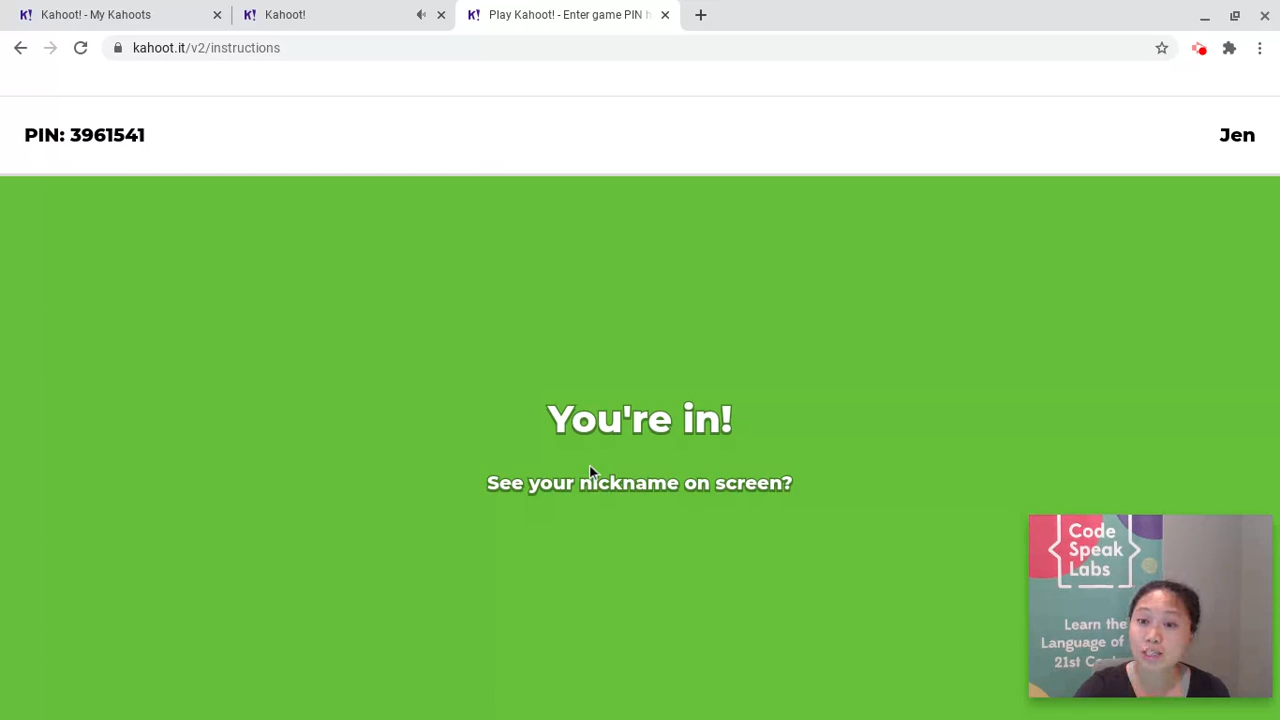 Kahoot! - My Kahoots
Kahoot!
Play Kahoot! - Enter game PIN h
kahoot.it/v2/instructions
PIN: 3961541
Jen
You're in!
See your nickname on screen?
Code
Speak
Labs
Learn the
Language of
21st